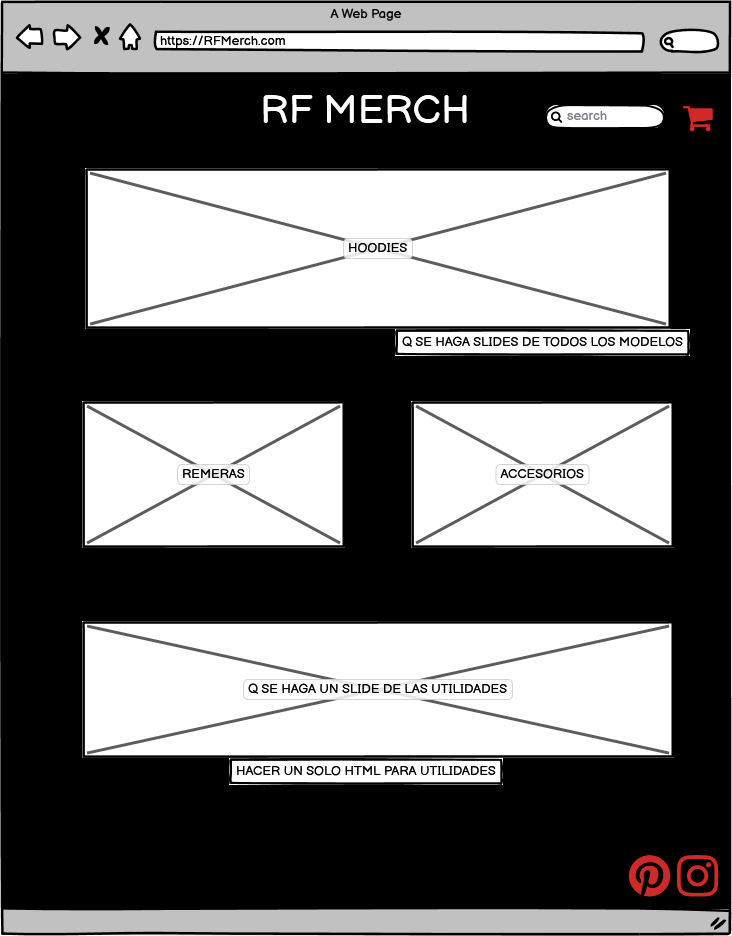 A Web Page
https://RFMerch.com
RF MERCH
search
HOODIES
Q SE HAGA SLIDES DE TODOS LOS MODELOS
REMERAS
ACCESORIOS
Q SE HAGA UN SLIDE DE LAS UTILIDADES
HACER UN SOLO HTML PARA UTILIDADES